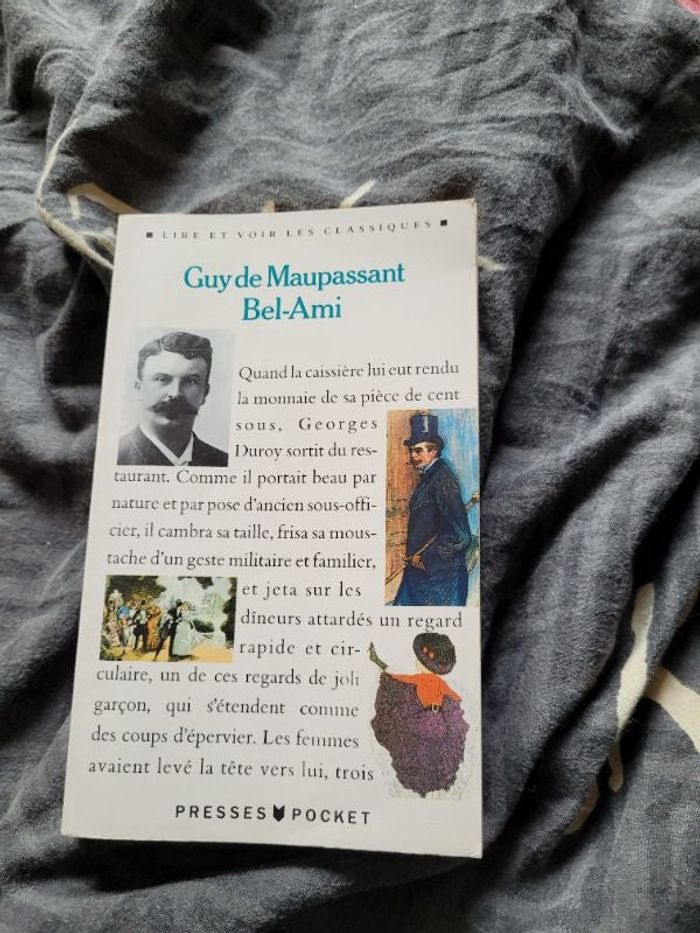 LIRE ET VOIR LES CLASSIQUES
Guy de Maupassant
Bel-Ami
Quand la caissière lui eut rendu
la monnaie de sa pièce de cent
sous, Georges
Duroy sortit du res-
taurant. Comme il portait beau par
nature et par pose d'ancien sous-offi-
cier, il cambra sa taille, frisa sa mous-
tache d'un geste militaire et familier,
et jeta sur les
dîneurs attardés un regard
rapide et cir-
culaire, un de ces regards de joli
garçon, qui s'étendent comme
des coups d'épervier. Les femmes
avaient levé la tête vers lui, trois
PRESSES POCKET